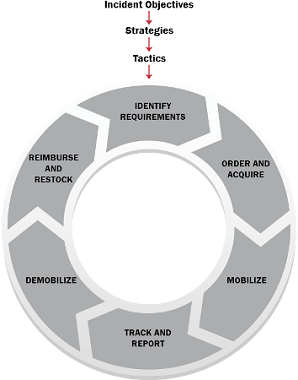 Incident Objectives
Strategies
Tactics
IDENTIFY
REQUIREMENTS
ORDER AND
ACQUIRE
MOBILIZE
TRACK AND
REPORT
DEMOBILIZE
REIMBURSE
AND
RESTOCK